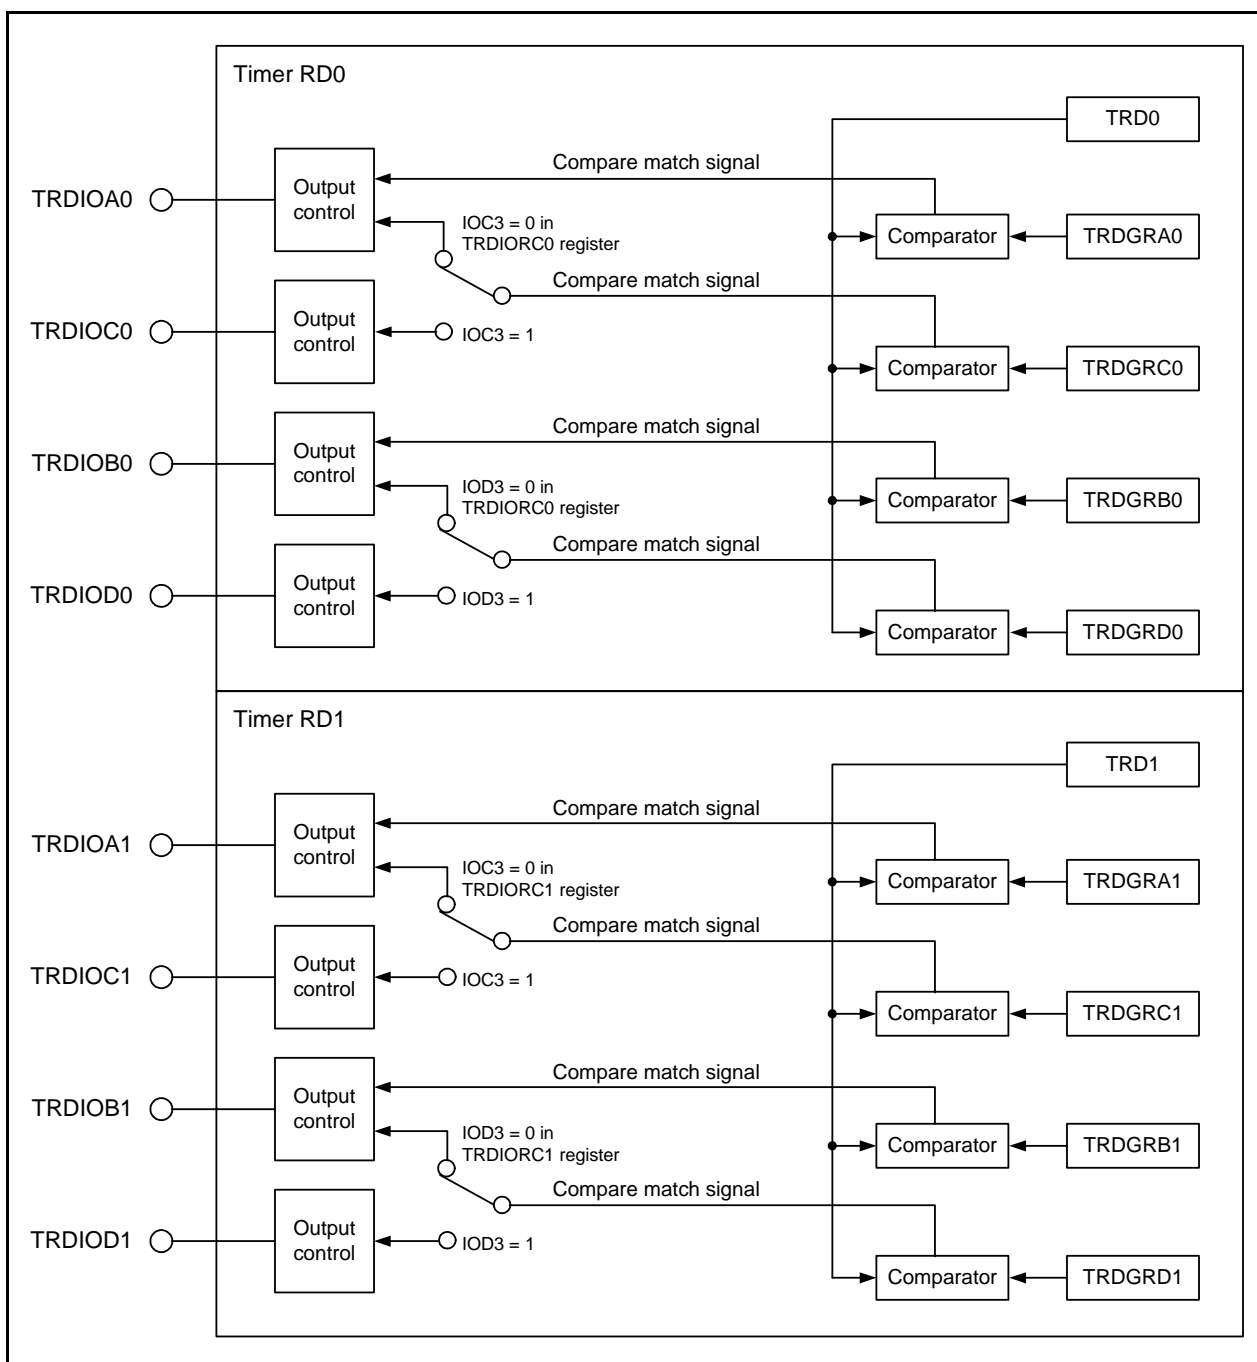 Timer RD0
TRD0
Compare match signal
TRDIOA0
Output
control
IOC3 = 0 in
TRDIORC0 register
Comparator
TRDGRA0
Compare match signal
TRDIOC0
Output
control
IOC3 = 1
Comparator
TRDGRC0
Compare match signal
TRDIOB0
Output
control
IOD3 = 0 in
TRDIORC0 register
Comparator
TRDGRB0
Compare match signal
TRDIOD0
Output
control
IOD3 = 1
Comparator
TRDGRD0
Timer RD1
TRD1
Compare match signal
TRDIOA1
Output
control
IOC3 = 0 in
TRDIORC1 register
Comparator
TRDGRA1
Compare match signal
TRDIOC1
Output
control
IOC3 = 1
Comparator
TRDGRC1
Compare match signal
TRDIOB1
Output
control
IOD3 = 0 in
TRDIORC1 register
Comparator
TRDGRB1
Compare match signal
TRDIOD1
Output
control
IOD3 = 1
Comparator
TRDGRD1